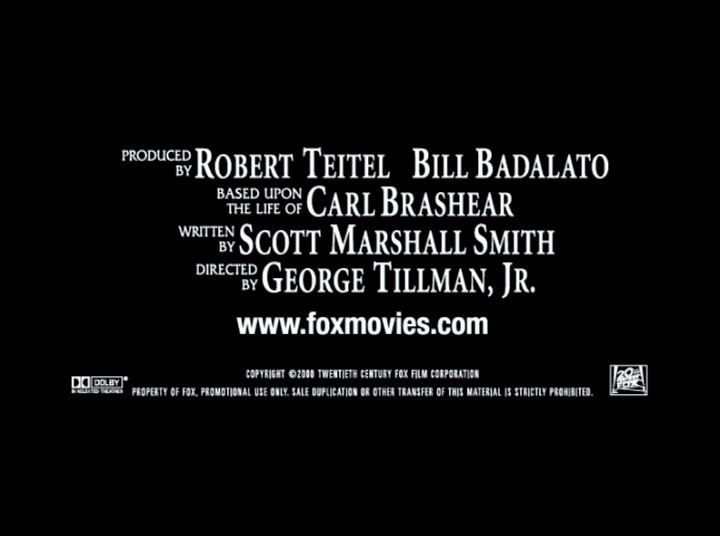 PRODUCED BY ROBERT TEITEL BILL BADALATO
BASED UPON THE LIFE OF CARL BRASHEAR
WRITTEN BY SCOTT MARSHALL SMITH
DIRECTED BY GEORGE TILLMAN, JR.
www.foxmovies.com
COPYRIGHT ©2000 TWENTIETH CENTURY FOX FILM CORPORATION
DOLBY
IN SELECTED THEATRES
PROPERTY OF FOX, PROMOTIONAL USE ONLY. SALE DUPLICATION OR OTHER TRANSFER OF THIS MATERIAL IS STRICTLY PROHIBITED.
20th
CENTURY
FOX